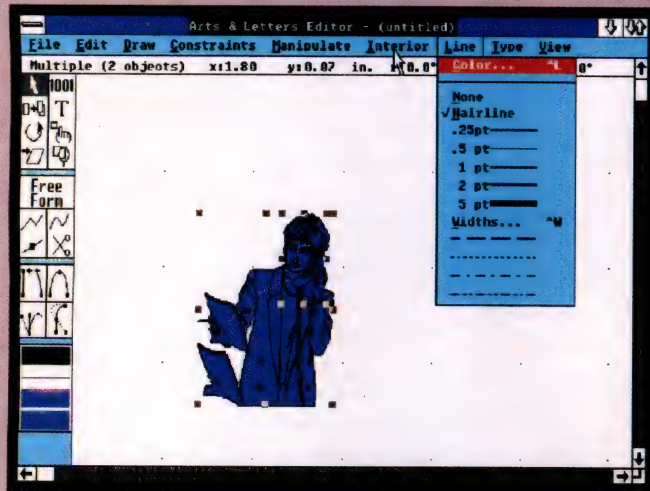 Arts & Letters Editor - (untitled)
File Edit Draw Constraints Manipulate Interior Line Type View
Multiple (2 objects) x:1.80 y:0.07 in.
Color... ^L
1001
T
None
√Hairline
.25pt
.5 pt
1 pt
2 pt
5 pt
Widths... ^W
Free
Form